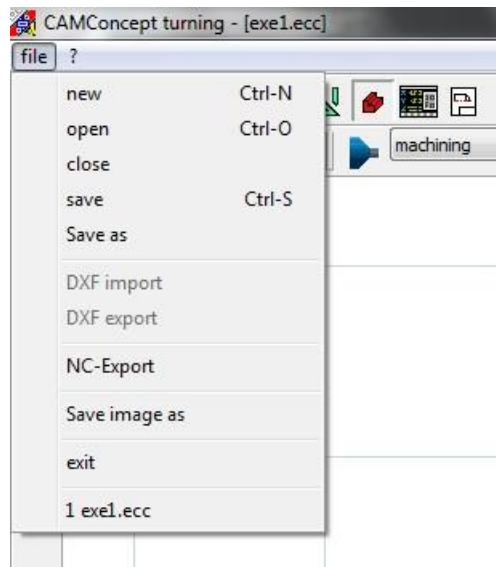 CAMConcept turning - [exe1.ecc]
file ?
new Ctrl-N
open Ctrl-O
close
machining
save Ctrl-S
Save as
DXF import
DXF export
NC-Export
Save image as
exit
1 exe1.ecc